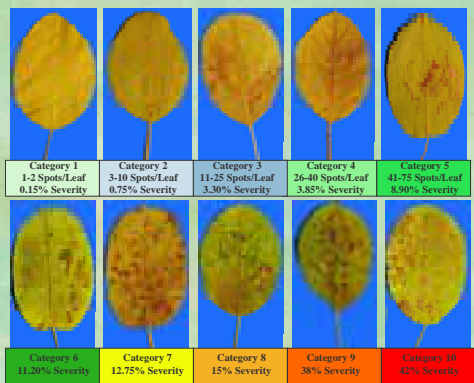 Category 1
1-2 Spots/Leaf
0.15% Severity
Category 2
3-10 Spots/Leaf
0.75% Severity
Category 3
11-25 Spots/Leaf
3.30% Severity
Category 4
26-40 Spots/Leaf
3.85% Severity
Category 5
41-75 Spots/Leaf
8.90% Severity
Category 6
11.20% Severity
Category 7
12.75% Severity
Category 8
15% Severity
Category 9
38% Severity
Category 10
42% Severity